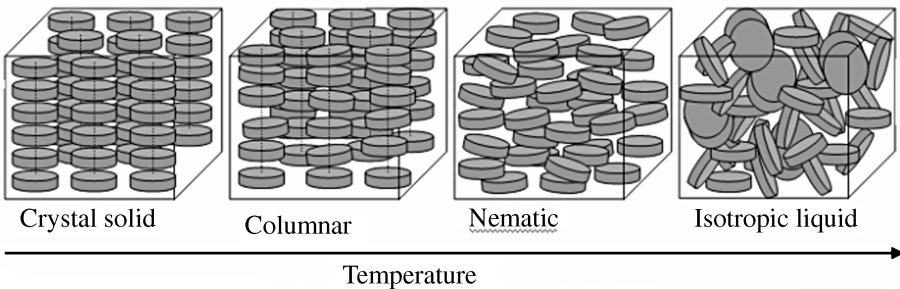 Crystal solid
Columnar
Nematic
Isotropic liquid
Temperature